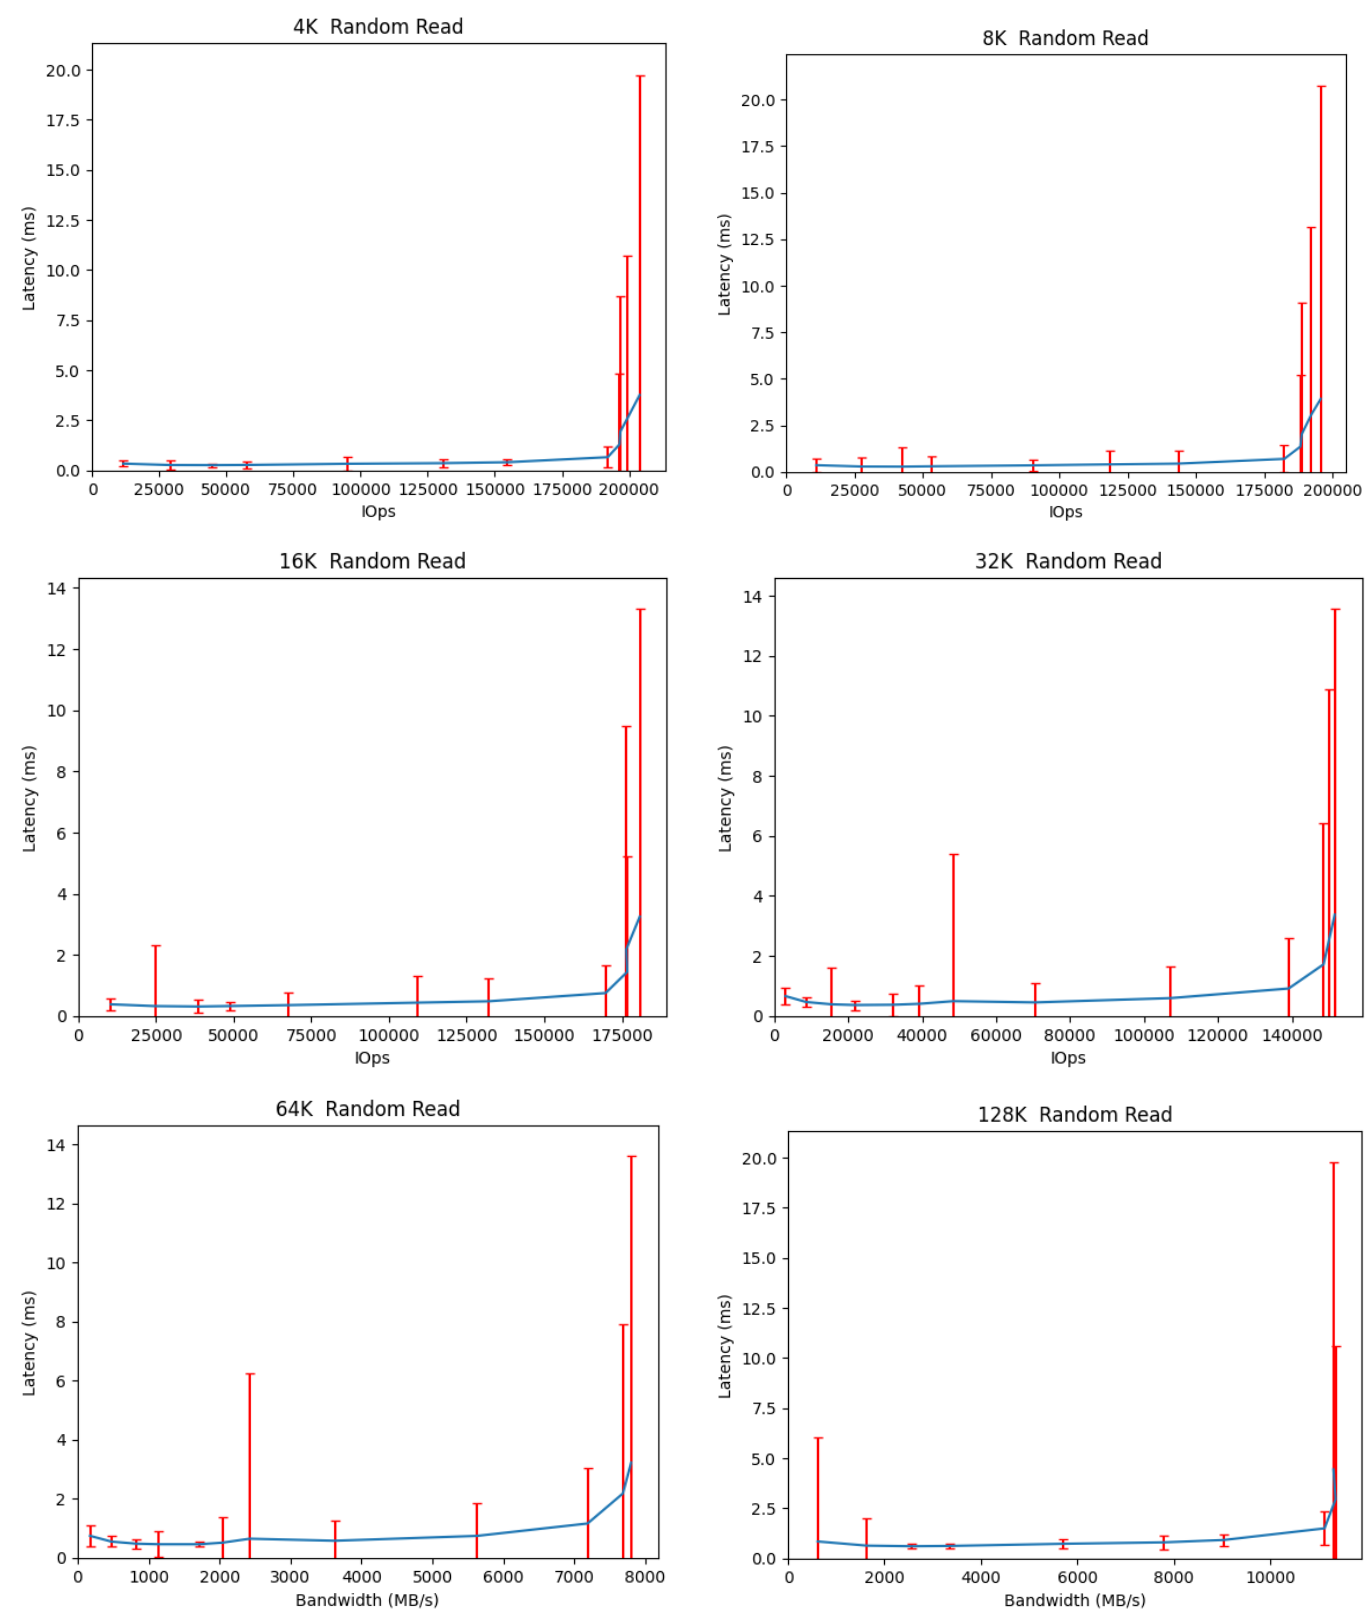 4K  Random Read
Latency (ms)
20.0
17.5
15.0
12.5
10.0
7.5
5.0
2.5
0.0
0 25000 50000 75000 100000 125000 150000 175000 200000
IOps
8K  Random Read
Latency (ms)
20.0
17.5
15.0
12.5
10.0
7.5
5.0
2.5
0.0
0 25000 50000 75000 100000 125000 150000 175000 200000
IOps
16K  Random Read
Latency (ms)
14
12
10
8
6
4
2
0
0 25000 50000 75000 100000 125000 150000 175000
IOps
32K  Random Read
Latency (ms)
14
12
10
8
6
4
2
0
0 20000 40000 60000 80000 100000 120000 140000
IOps
64K  Random Read
Latency (ms)
14
12
10
8
6
4
2
0
0 1000 2000 3000 4000 5000 6000 7000 8000
Bandwidth (MB/s)
128K  Random Read
Latency (ms)
20.0
17.5
15.0
12.5
10.0
7.5
5.0
2.5
0.0
0 2000 4000 6000 8000 10000
Bandwidth (MB/s)